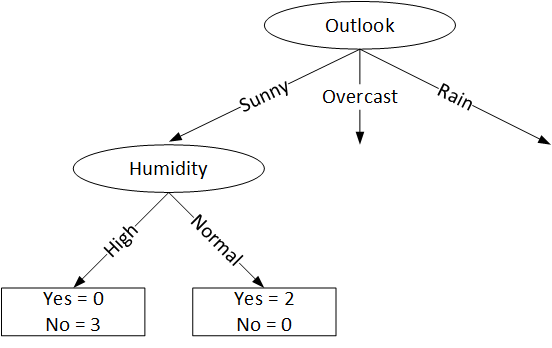 Outlook
Sunny
Overcast
Rain
Humidity
High
Normal
Yes = 0
No = 3
Yes = 2
No = 0